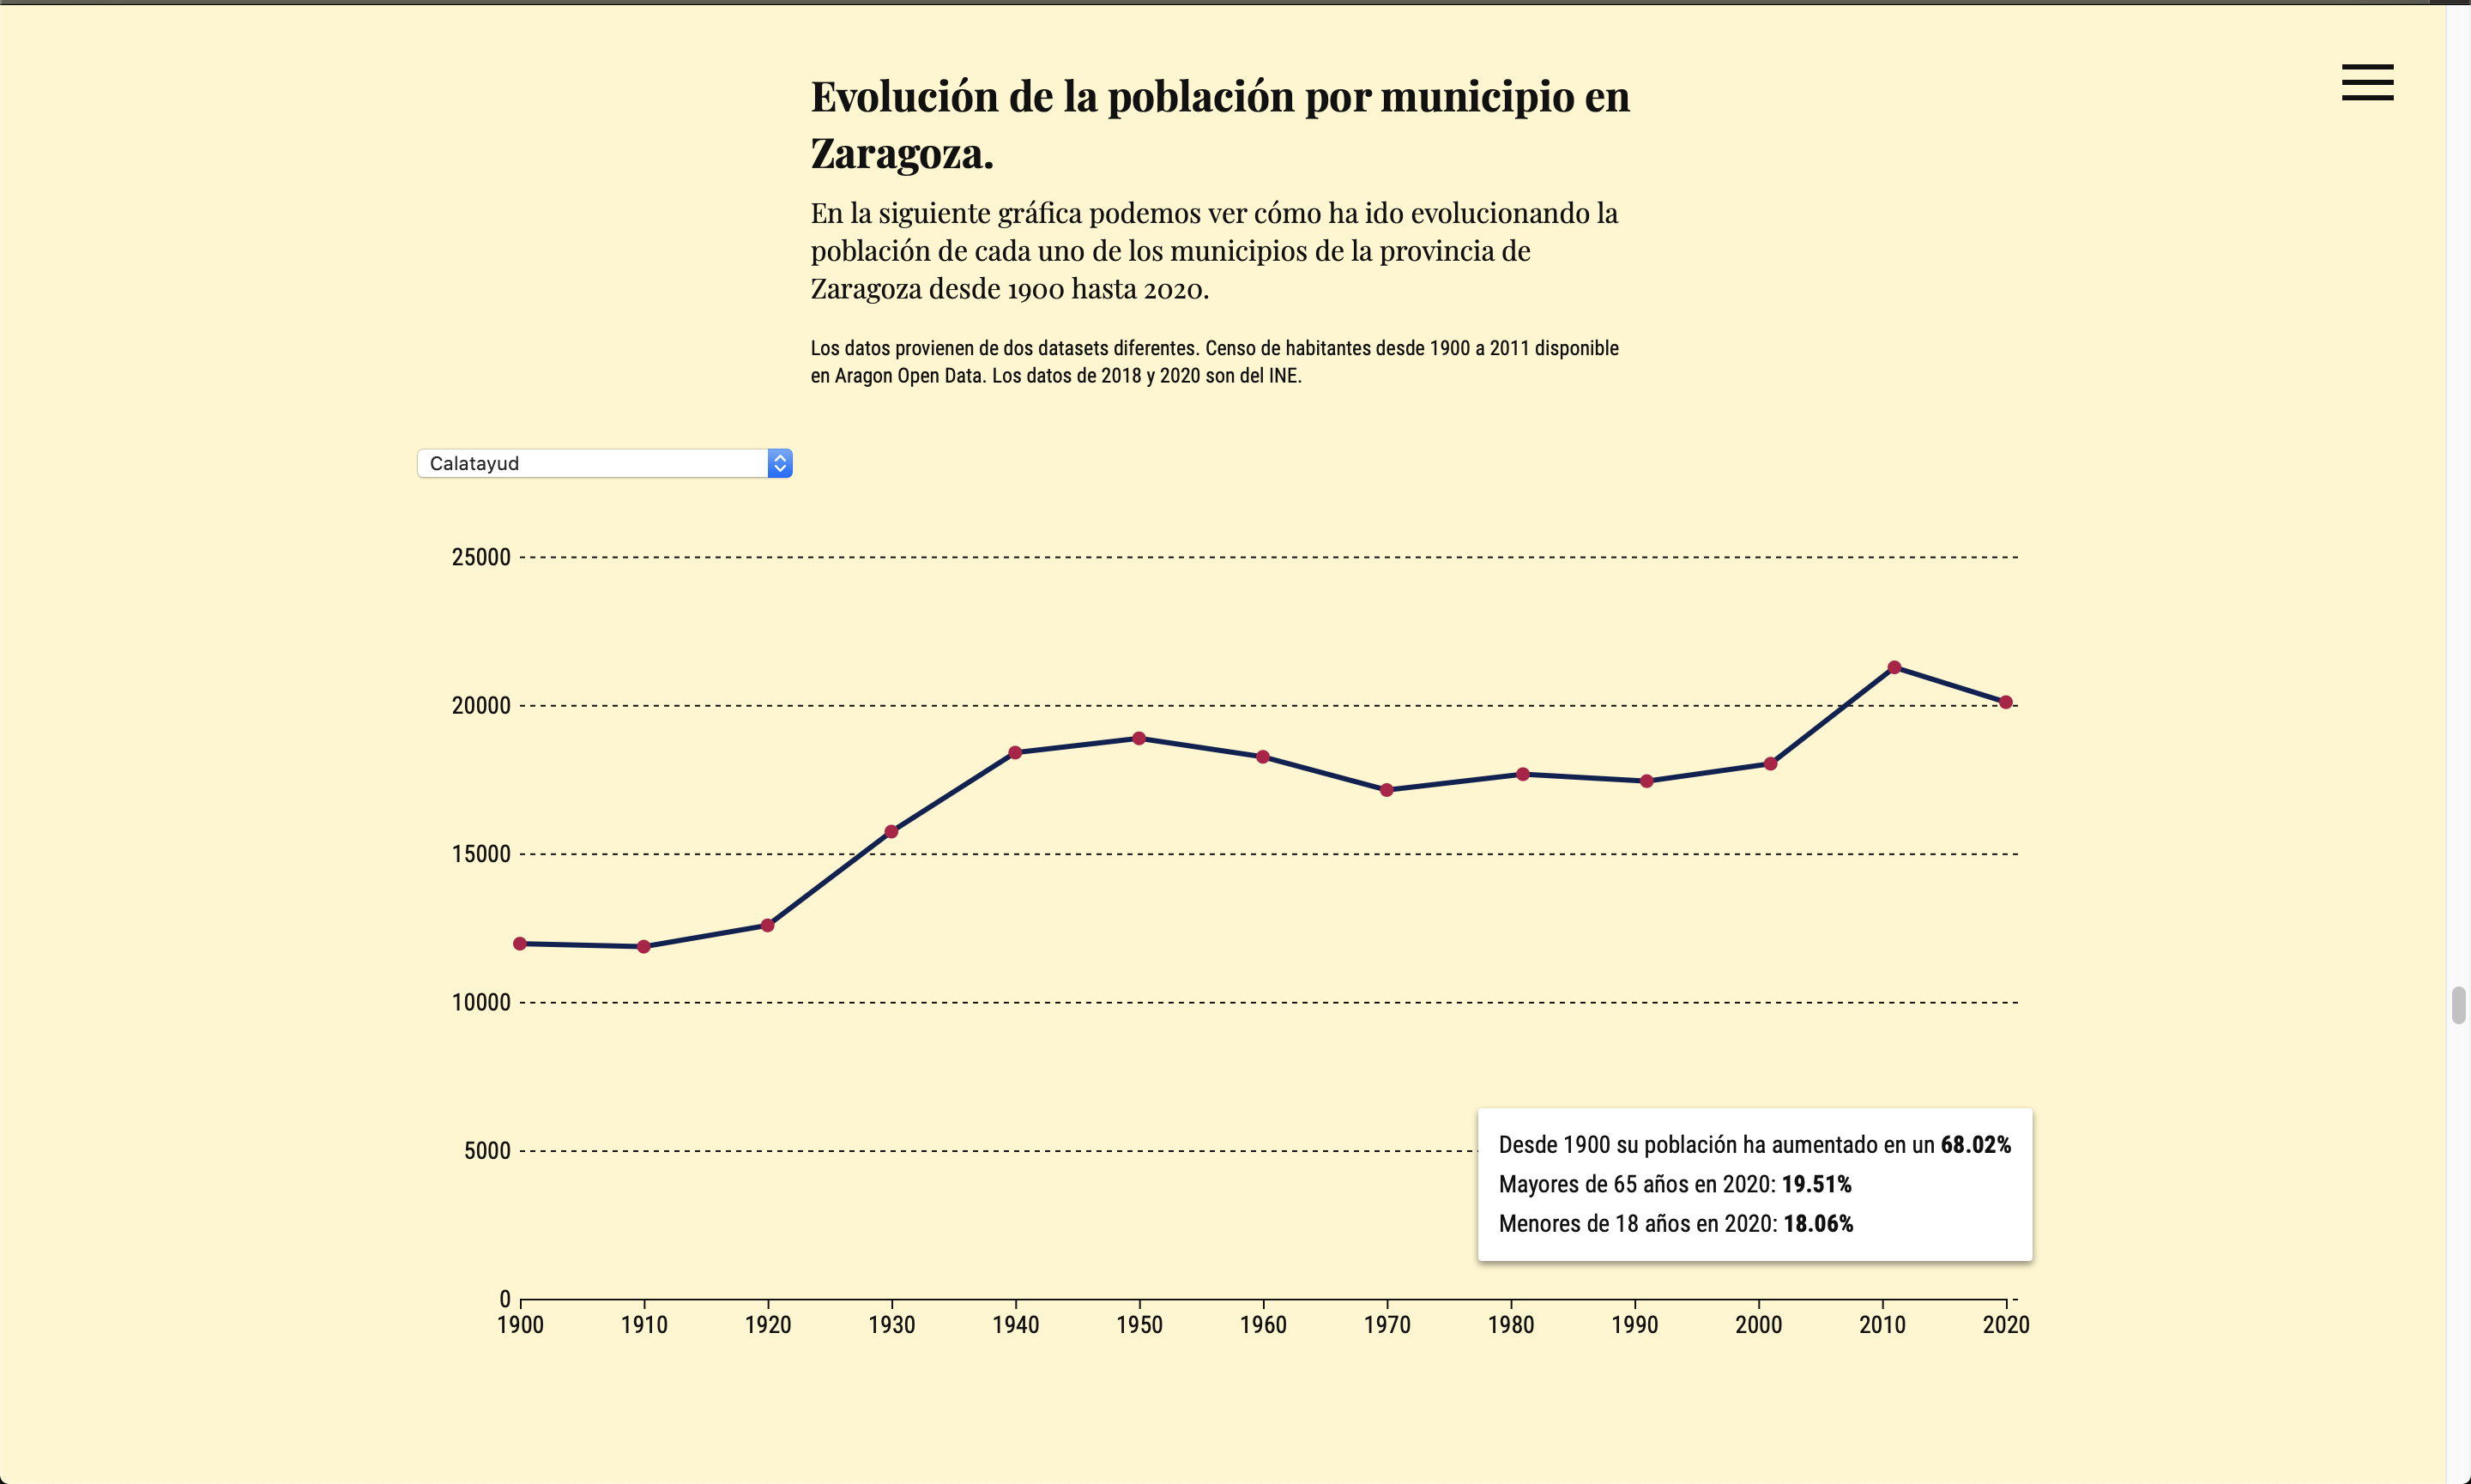 Evolución de la población por municipio en
Zaragoza.
En la siguiente gráfica podemos ver cómo ha ido evolucionando la
población de cada uno de los municipios de la provincia de
Zaragoza desde 1900 hasta 2020.
Los datos provienen de dos datasets diferentes. Censo de habitantes desde 1900 a 2011 disponible
en Aragon Open Data. Los datos de 2018 y 2020 son del INE.
Calatayud
25000
20000
15000
10000
5000
0
Desde 1900 su población ha aumentado en un 68.02%
Mayores de 65 años en 2020: 19.51%
Menores de 18 años en 2020: 18.06%
1900 1910 1920 1930 1940 1950 1960 1970 1980 1990 2000 2010 2020